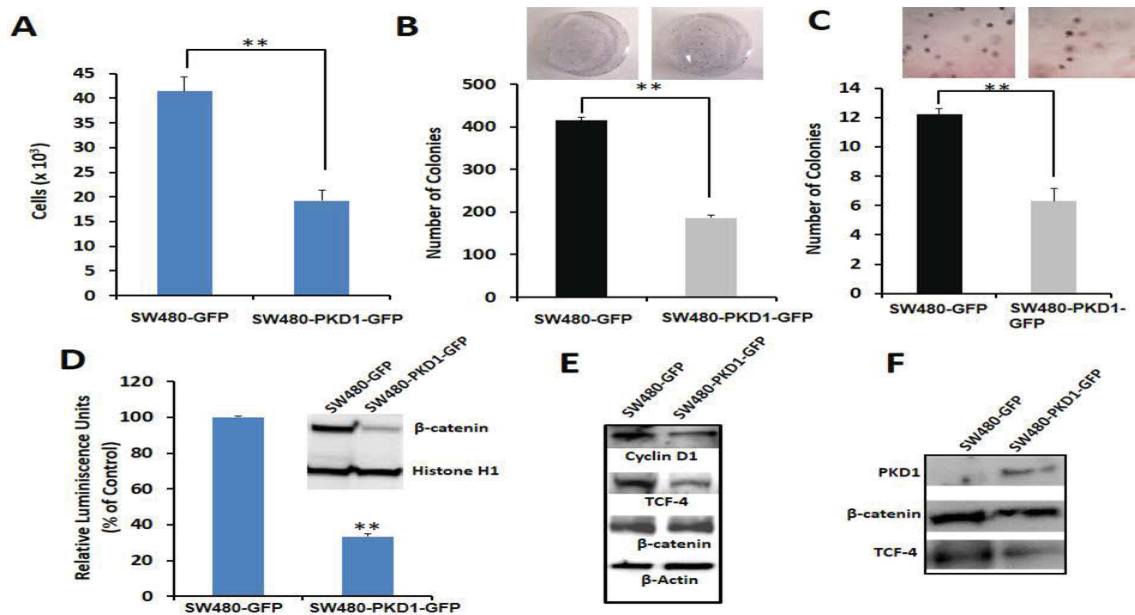 A
**
Cells (x 10³)
45
40
35
30
25
20
15
10
5
0
SW480-GFP
SW480-PKD1-GFP
B
**
Number of Colonies
500
400
300
200
100
0
SW480-GFP
SW480-PKD1-GFP
C
**
Number of Colonies
14
12
10
8
6
4
2
0
SW480-GFP
SW480-PKD1-
GFP
D
Relative Luminiscence Units
(% of Control)
120
100
80
60
40
20
0
**
SW480-GFP
SW480-PKD1-GFP
SW480-GFP
SW480-PKD1-GFP
β-catenin
Histone H1
E
SW480-GFP
SW480-PKD1-GFP
Cyclin D1
TCF-4
β-catenin
β-Actin
F
SW480-GFP
SW480-PKD1-GFP
PKD1
β-catenin
TCF-4